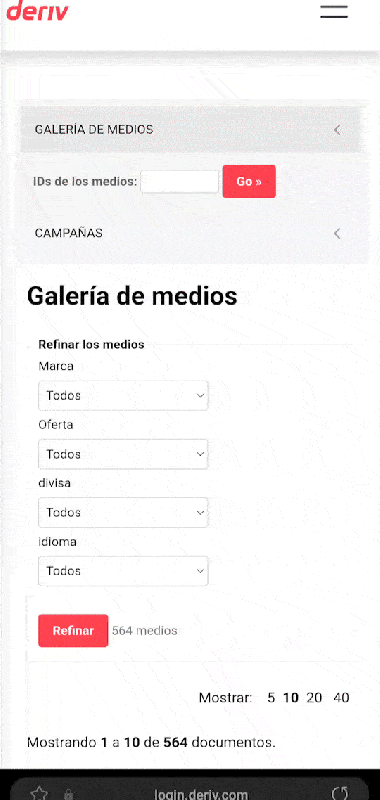 deriv
GALERÍA DE MEDIOS
IDs de los medios:
Go »
CAMPAÑAS
Galería de medios
Refinar los medios
Marca
Todos
Oferta
Todos
divisa
Todos
idioma
Todos
Refinar 564 medios
Mostrar: 5 10 20 40
Mostrando 1 a 10 de 564 documentos.
login.deriv.com